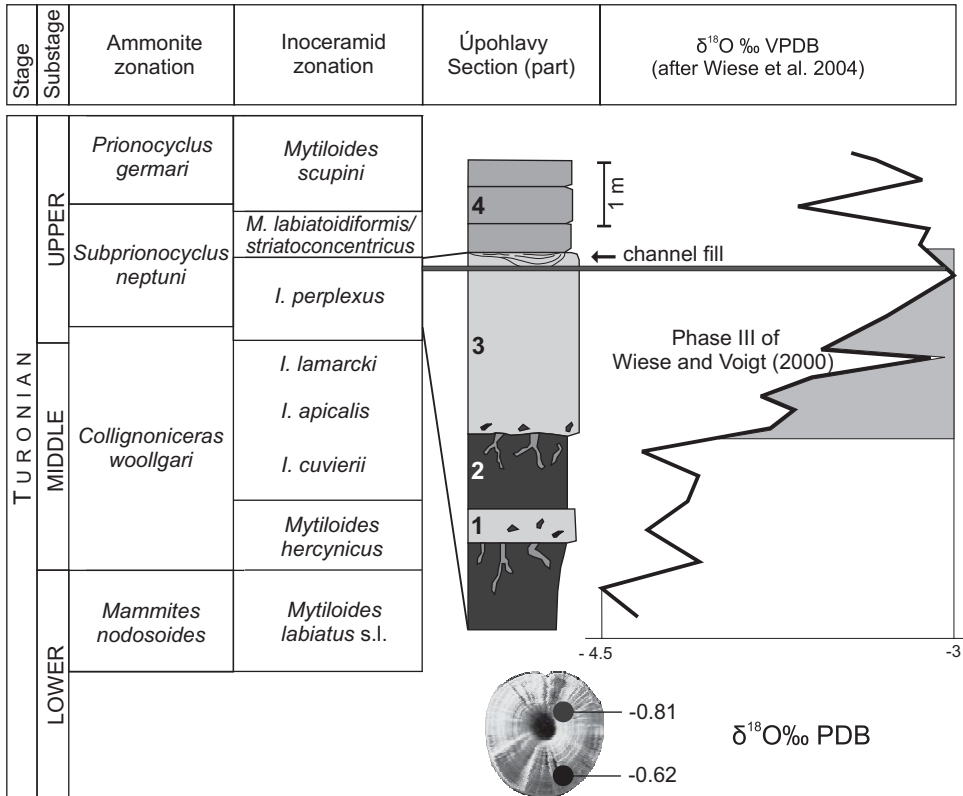 Stage
Substage
Ammonite
zonation
Inoceramid
zonation
Úpohlavy
Section (part)
δ¹⁸O ‰ VPDB
(after Wiese et al. 2004)
TURONIAN
UPPER
MIDDLE
LOWER
Prionocyclus
germari
Subprionocyclus
neptuni
Collignoniceras
woollgari
Mammites
nodosoides
Mytiloides
scupini
M. labiatoidiformis/
striatoconcentricus
I. perplexus
I. lamarcki
I. apicalis
I. cuvierii
Mytiloides
hercynicus
Mytiloides
labiatus s.l.
4
3
2
1
1 m
channel fill
Phase III of
Wiese and Voigt (2000)
- 4.5
-3
-0.81
-0.62
δ¹⁸O‰ PDB